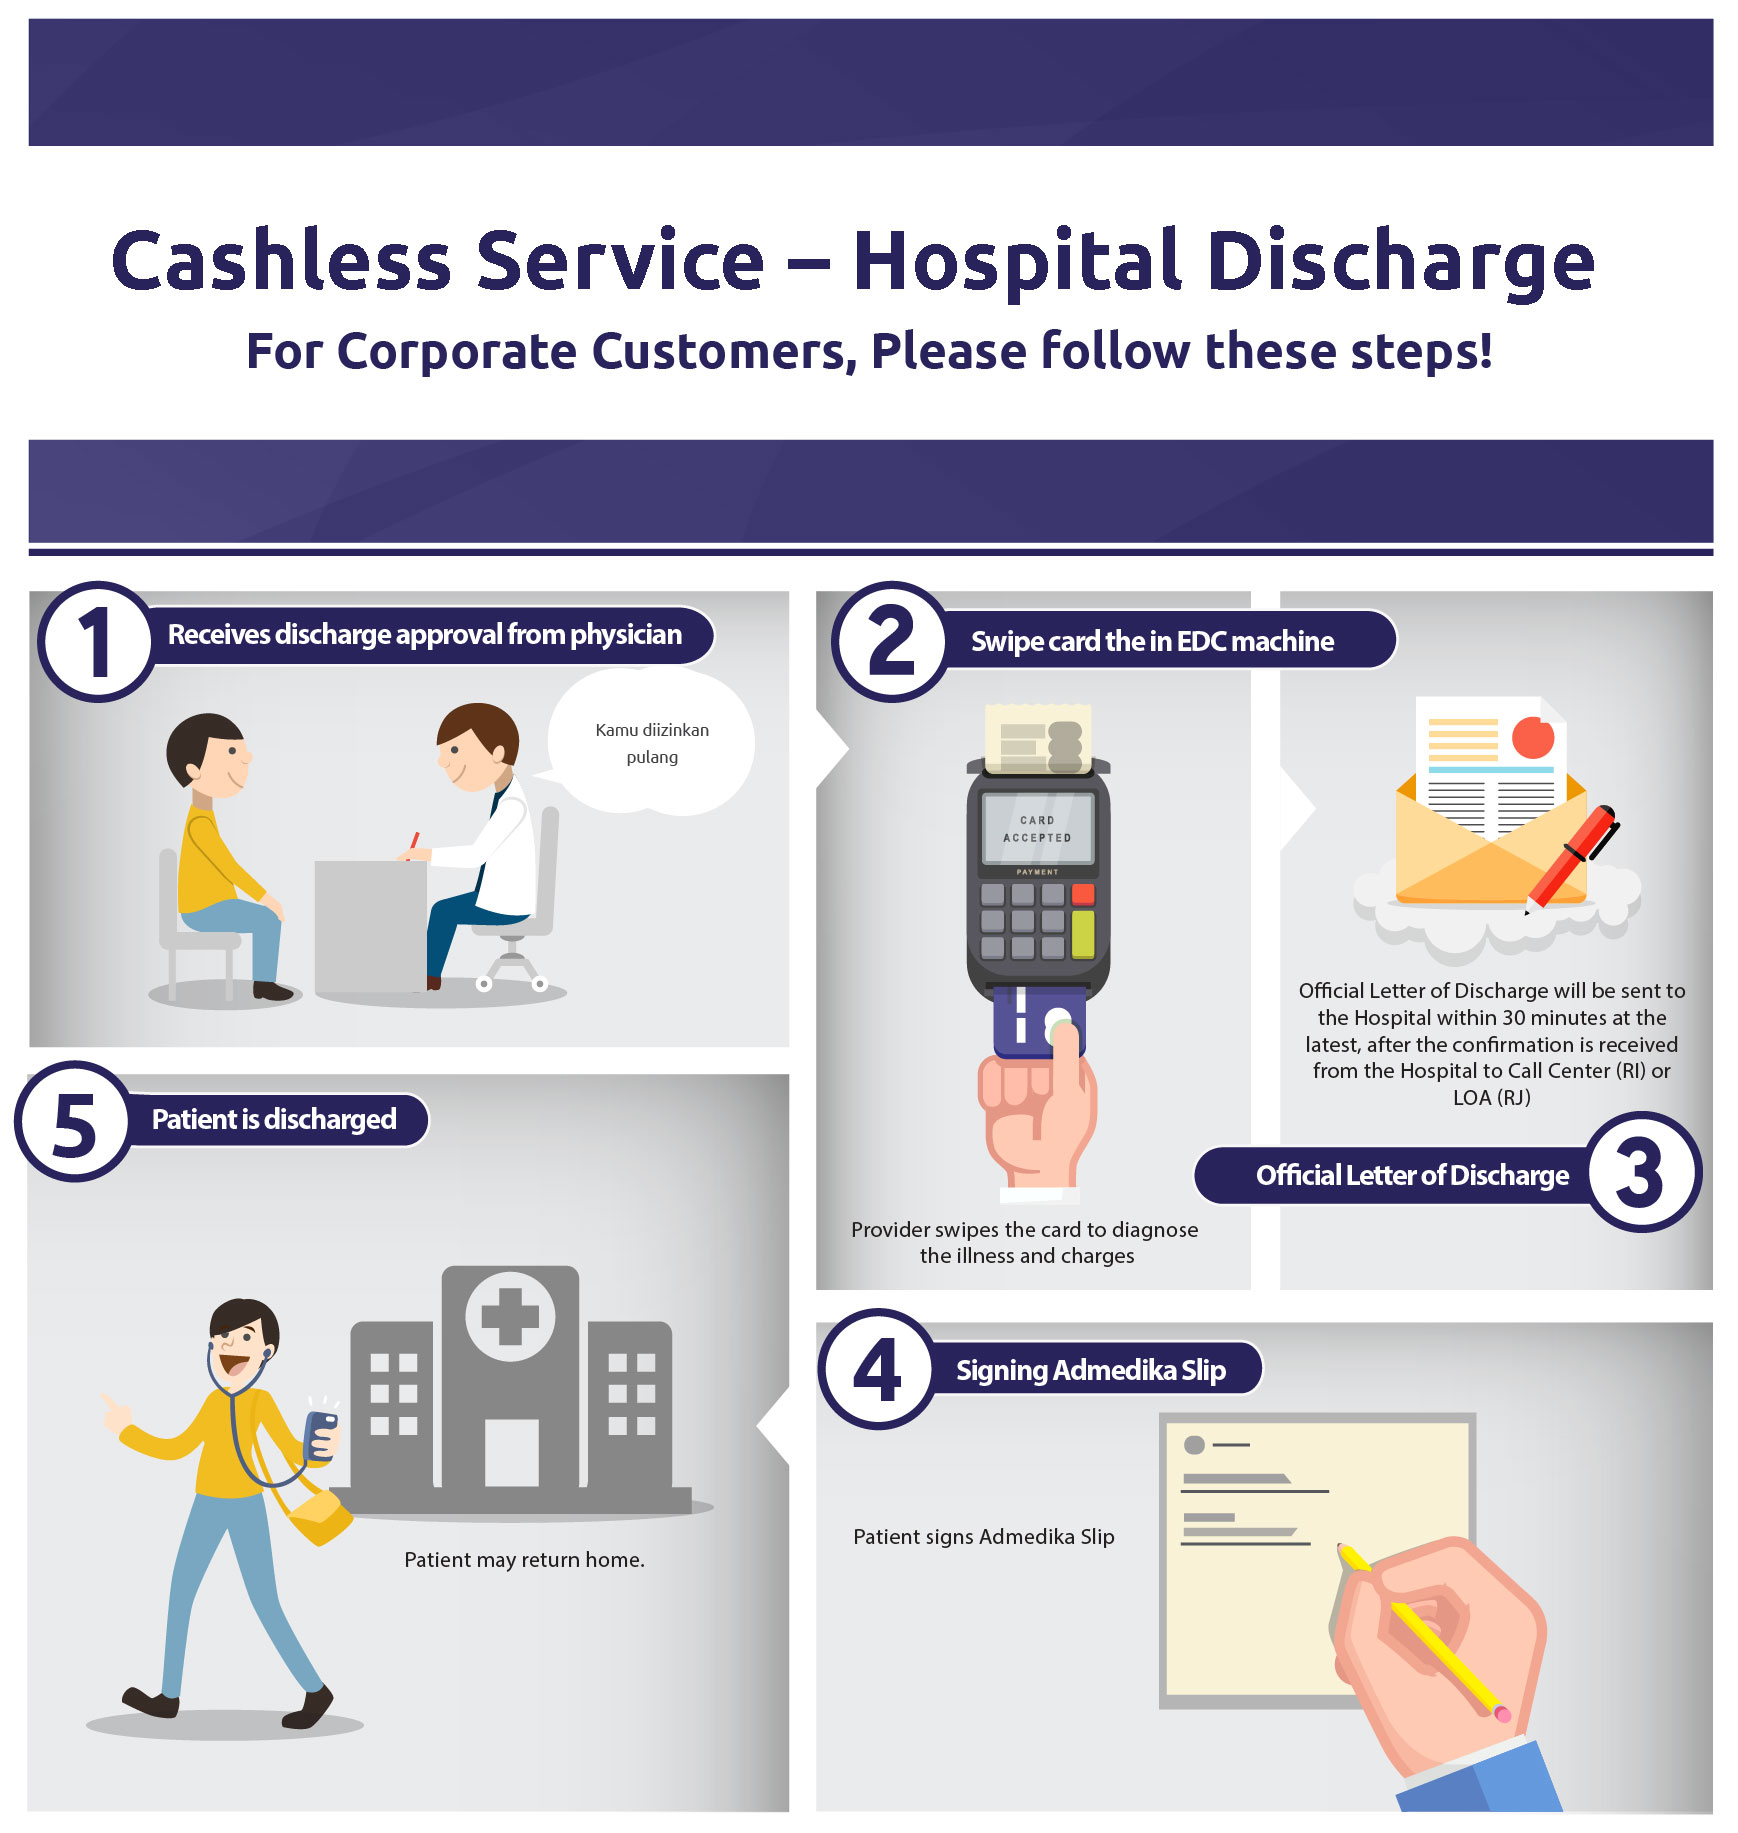 Cashless Service – Hospital Discharge
For Corporate Customers, Please follow these steps!
1
Receives discharge approval from physician
Kamu diizinkan
pulang
2
Swipe card the in EDC machine
CARD
ACCEPTED
PAYMENT
Provider swipes the card to diagnose
the illness and charges
Official Letter of Discharge will be sent to
the Hospital within 30 minutes at the
latest, after the confirmation is received
from the Hospital to Call Center (RI) or
LOA (RJ)
Official Letter of Discharge
3
4
Signing Admedika Slip
Patient signs Admedika Slip
5
Patient is discharged
Patient may return home.